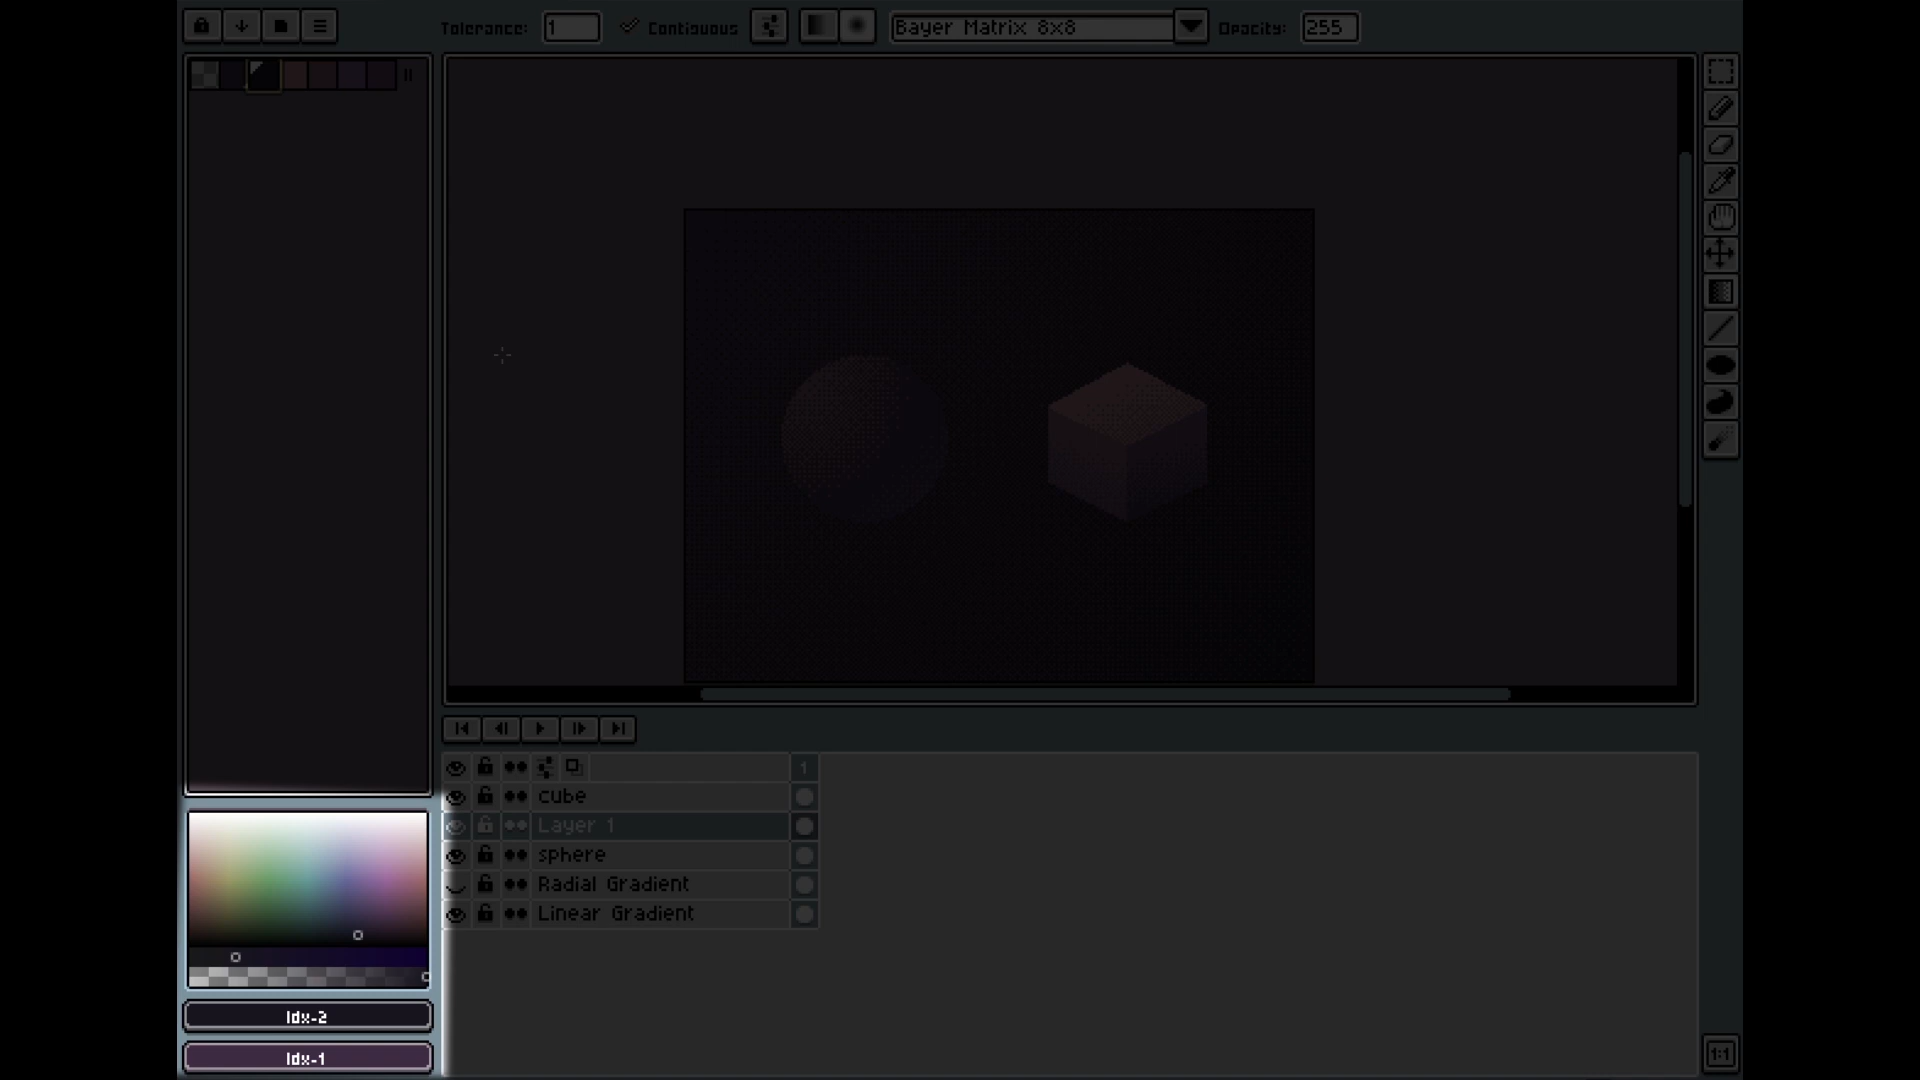 Tolerance: 1 Contiguous Bayer Matrix 8x8 Opacity: 255
1
cube
Layer 1
sphere
Radial Gradient
Linear Gradient
Idx-2
Idx-1
1:1